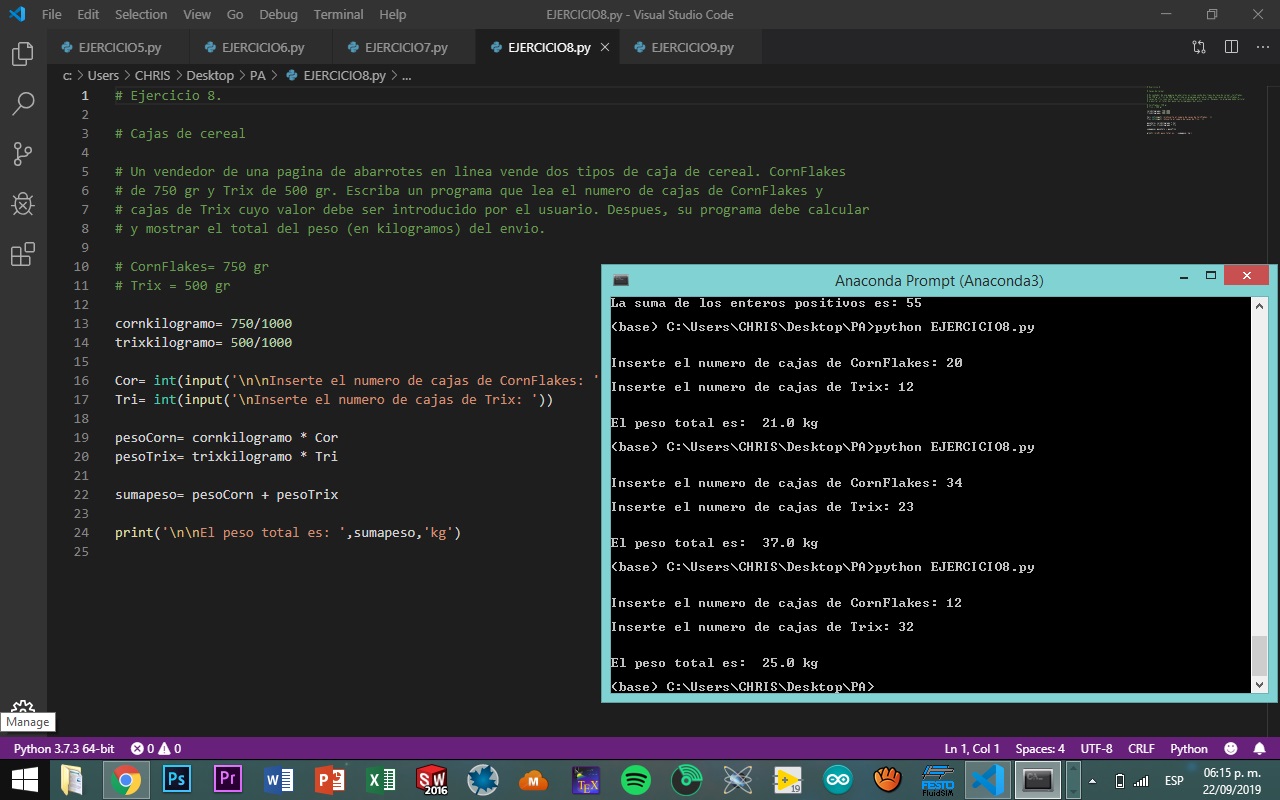 File Edit Selection View Go Debug Terminal Help EJERCICIO8.py - Visual Studio Code
EJERCICIO5.py EJERCICIO6.py EJERCICIO7.py EJERCICIO8.py EJERCICIO9.py
c: > Users > CHRIS > Desktop > PA > EJERCICIO8.py > ...
1 # Ejercicio 8.
2
3 # Cajas de cereal
4
5 # Un vendedor de una pagina de abarrotes en linea vende dos tipos de caja de cereal. CornFlakes
6 # de 750 gr y Trix de 500 gr. Escriba un programa que lea el numero de cajas de CornFlakes y
7 # cajas de Trix cuyo valor debe ser introducido por el usuario. Despues, su programa debe calcular
8 # y mostrar el total del peso (en kilogramos) del envio.
9
10 # CornFlakes= 750 gr
11 # Trix = 500 gr
12
13 cornkilogramo= 750/1000
14 trixkilogramo= 500/1000
15
16 Cor= int(input('\n\nInserte el numero de cajas de CornFlakes: '
17 Tri= int(input('\nInserte el numero de cajas de Trix: '))
18
19 pesoCorn= cornkilogramo * Cor
20 pesoTrix= trixkilogramo * Tri
21
22 sumapeso= pesoCorn + pesoTrix
23
24 print('\n\nEl peso total es: ',sumapeso,'kg')
25
Anaconda Prompt (Anaconda3)
La suma de los enteros positivos es: 55
(base) C:\Users\CHRIS\Desktop\PA>python EJERCICIO8.py
Inserte el numero de cajas de CornFlakes: 20
Inserte el numero de cajas de Trix: 12
El peso total es:  21.0 kg
(base) C:\Users\CHRIS\Desktop\PA>python EJERCICIO8.py
Inserte el numero de cajas de CornFlakes: 34
Inserte el numero de cajas de Trix: 23
El peso total es:  37.0 kg
(base) C:\Users\CHRIS\Desktop\PA>python EJERCICIO8.py
Inserte el numero de cajas de CornFlakes: 12
Inserte el numero de cajas de Trix: 32
El peso total es:  25.0 kg
(base) C:\Users\CHRIS\Desktop\PA>
Manage
Python 3.7.3 64-bit 0 0 Ln 1, Col 1 Spaces: 4 UTF-8 CRLF Python
Ps Pr W P X SW 2016 M TEX 19 FESTO FluidSIM ESP 06:15 p. m.
22/09/2019